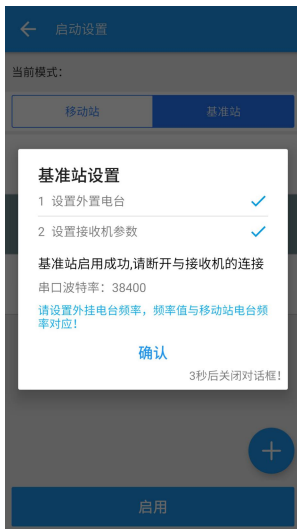 启动设置
当前模式:
移动站
基准站
基准站设置
1 设置外置电台
2 设置接收机参数
基准站启用成功,请断开与接收机的连接
串口波特率：38400
请设置外挂电台频率，频率值与移动站电台频
率对应！
确认
3秒后关闭对话框！
启用